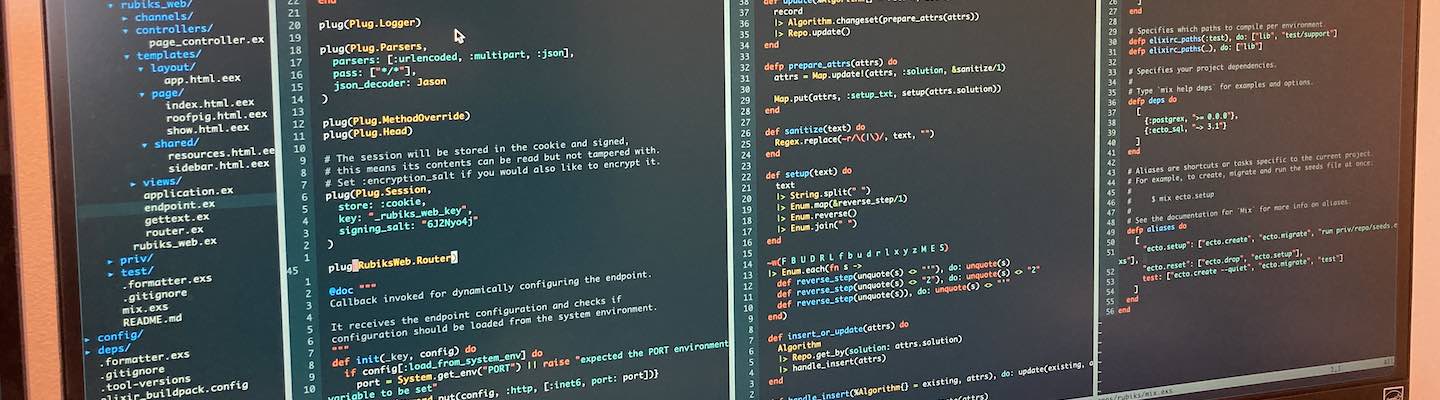 rubiks_web/
channels/
controllers/
page_controller.ex
templates/
layout/
app.html.eex
page/
index.html.eex
roofpig.html.eex
show.html.eex
shared/
resources.html.ee
sidebar.html.eex
views/
application.ex
endpoint.ex
gettext.ex
router.ex
rubiks_web.ex
priv/
test/
.formatter.exs
.gitignore
mix.exs
README.md
config/
deps/
.formatter.exs
.gitignore
.tool-versions
elixir_buildpack.config
22 end
21
20 plug(Plug.Logger)
19
18 plug(Plug.Parsers,
17 parsers: [:urlencoded, :multipart, :json],
16 pass: ["*/*"],
15 json_decoder: Jason
14 )
13
12 plug(Plug.MethodOverride)
11 plug(Plug.Head)
10
9 # The session will be stored in the cookie and signed,
8 # this means its contents can be read but not tampered with.
7 # Set :encryption_salt if you would also like to encrypt it.
6 plug(Plug.Session,
5 store: :cookie,
4 key: "_rubiks_web_key",
3 signing_salt: "6J2Nyo4j"
2 )
1
45 plug(RubiksWeb.Router)
1
2 @doc """
3 Callback invoked for dynamically configuring the endpoint.
4
5 It receives the endpoint configuration and checks if
6 configuration should be loaded from the system environment.
7 """
8 def init(_key, config) do
9 if config[:load_from_system_env] do
10 port = System.get_env("PORT") || raise "expected the PORT environment
variable to be set"
put(config, :http, [:inet6, port: port])}
37 record
36 |> Algorithm.changeset(prepare_attrs(attrs))
35 |> Repo.update()
34 end
33
32 defp prepare_attrs(attrs) do
31 attrs = Map.update!(attrs, :solution, &sanitize/1)
30
29 Map.put(attrs, :setup_txt, setup(attrs.solution))
28 end
27
26 def sanitize(text) do
25 Regex.replace(~r/\(|\)/, text, "")
24 end
23
22 def setup(text) do
21 text
20 |> String.split(" ")
19 |> Enum.map(&reverse_step/1)
18 |> Enum.reverse()
17 |> Enum.join(" ")
16 end
15
14 ~w(F B U D R L f b u d r l x y z M E S)
13 |> Enum.each(fn s ->
12 def reverse_step(unquote(s) <> "'"), do: unquote(s)
11 def reverse_step(unquote(s) <> "2"), do: unquote(s) <> "2"
10 def reverse_step(unquote(s)), do: unquote(s) <> "'"
9 end)
8
7 def insert_or_update(attrs) do
6 Algorithm
5 |> Repo.get_by(solution: attrs.solution)
4 |> handle_insert(attrs)
3 end
2
handle_insert(%Algorithm{} = existing, attrs), do: update(existing,
26 ]
27 end
28
29 # Specifies which paths to compile per environment.
30 defp elixirc_paths(:test), do: ["lib", "test/support"]
31 defp elixirc_paths(_), do: ["lib"]
32
33 # Specifies your project dependencies.
34 #
35 # Type `mix help deps` for examples and options.
36 defp deps do
37 [
38 {:postgrex, ">= 0.0.0"},
39 {:ecto_sql, "~> 3.1"}
40 ]
41 end
42
43 # Aliases are shortcuts or tasks specific to the current project.
44 # For example, to create, migrate and run the seeds file at once:
45 #
46 # $ mix ecto.setup
47 #
48 # See the documentation for `Mix` for more info on aliases.
49 defp aliases do
50 [
51 "ecto.setup": ["ecto.create", "ecto.migrate", "run priv/repo/seeds.e
xs"],
52 "ecto.reset": ["ecto.drop", "ecto.setup"],
53 test: ["ecto.create --quiet", "ecto.migrate", "test"]
54 ]
55 end
56 end
rubiks/mix.exs